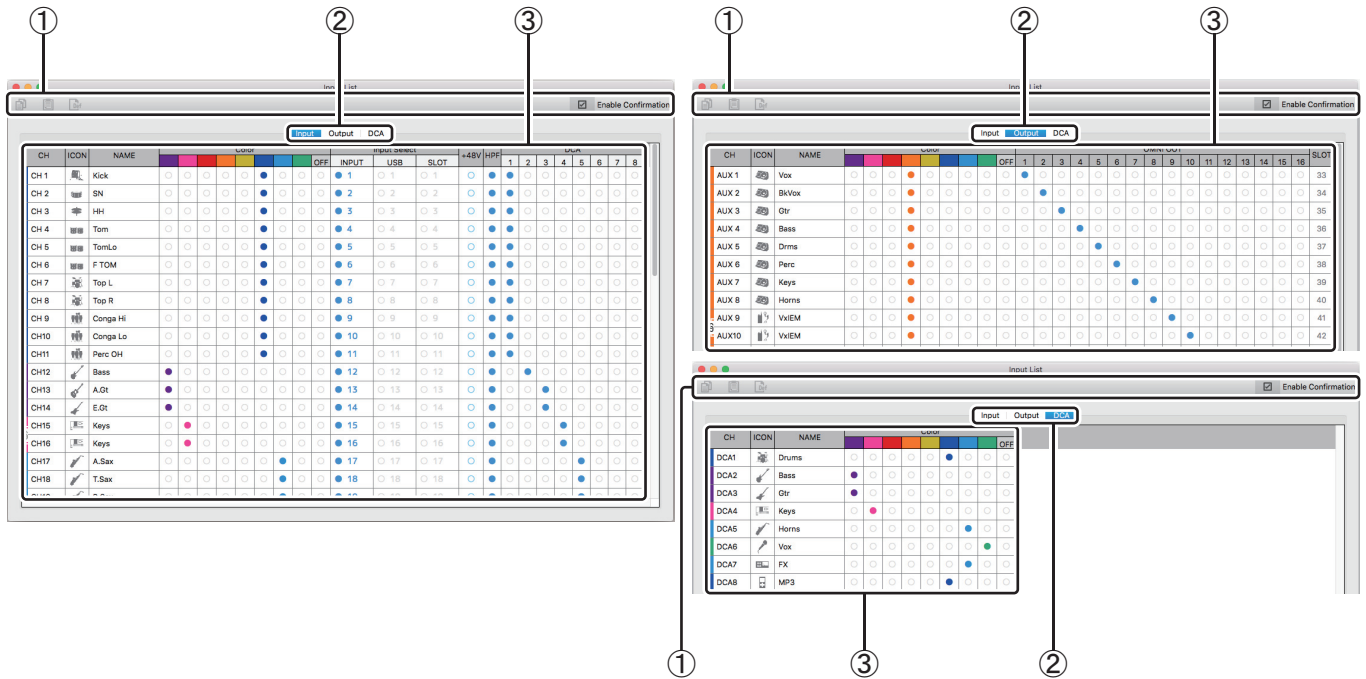 ① ② ③
Input List
Enable Confirmation
Input Output DCA
CH ICON NAME Color OFF Input Select INPUT USB SLOT +48V HPF DCA 1 2 3 4 5 6 7 8
CH 1 Kick 1 1 1
CH 2 SN 2 2 2
CH 3 HH 3 3 3
CH 4 Tom 4 4 4
CH 5 TomLo 5 5 5
CH 6 F TOM 6 6 6
CH 7 Top L 7 7 7
CH 8 Top R 8 8 8
CH 9 Conga Hi 9 9 9
CH10 Conga Lo 10 10 10
CH11 Perc OH 11 11 11
CH12 Bass 12 12 12
CH13 A.Gt 13 13 13
CH14 E.Gt 14 14 14
CH15 Keys 15 15 15
CH16 Keys 16 16 16
CH17 A.Sax 17 17 17
CH18 T.Sax 18 18 18
① ② ③
Input List
Enable Confirmation
Input Output DCA
CH ICON NAME Color OFF OMNI OUT 1 2 3 4 5 6 7 8 9 10 11 12 13 14 15 16 SLOT
AUX 1 Vox 33
AUX 2 BkVox 34
AUX 3 Gtr 35
AUX 4 Bass 36
AUX 5 Drms 37
AUX 6 Perc 38
AUX 7 Keys 39
AUX 8 Horns 40
AUX 9 VxIEM 41
AUX10 VxIEM 42
Input List
Enable Confirmation
Input Output DCA
CH ICON NAME Color OFF
DCA1 Drums
DCA2 Bass
DCA3 Gtr
DCA4 Keys
DCA5 Horns
DCA6 Vox
DCA7 FX
DCA8 MP3
① ③ ②